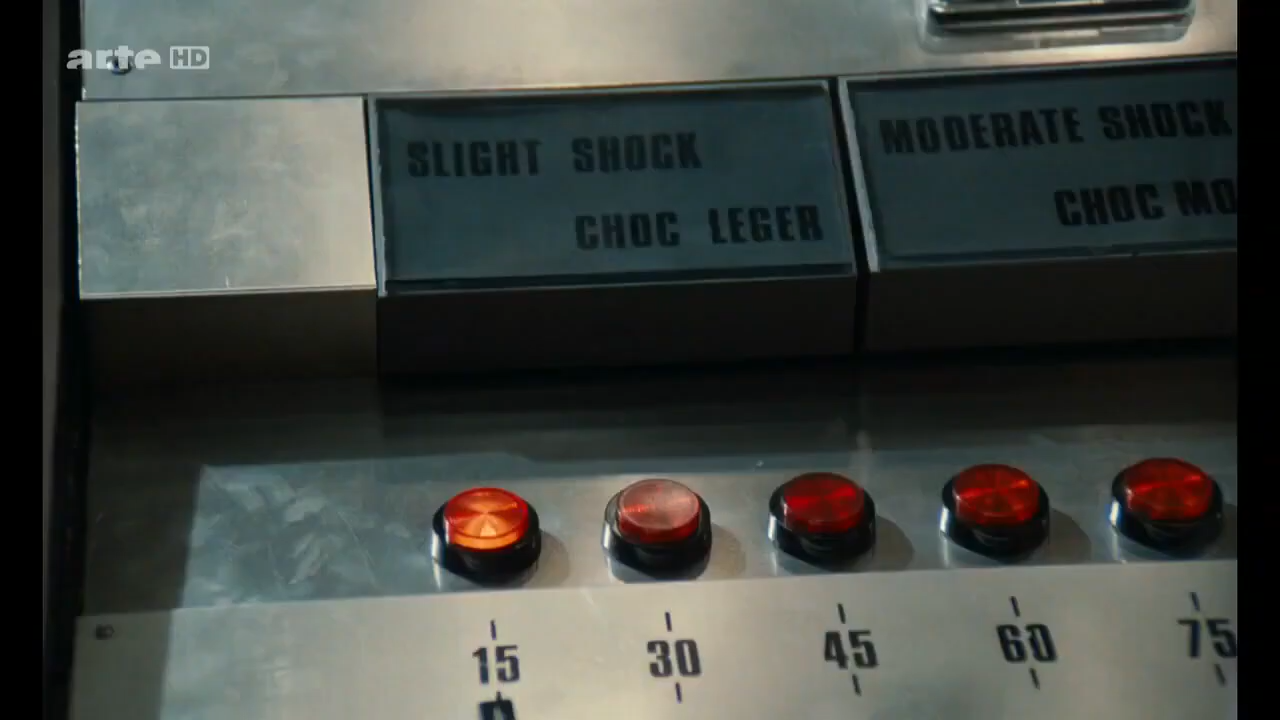 arte HD
SLIGHT SHOCK
CHOC LEGER
MODERATE SHOCK
CHOC MO
15 30 45 60 75